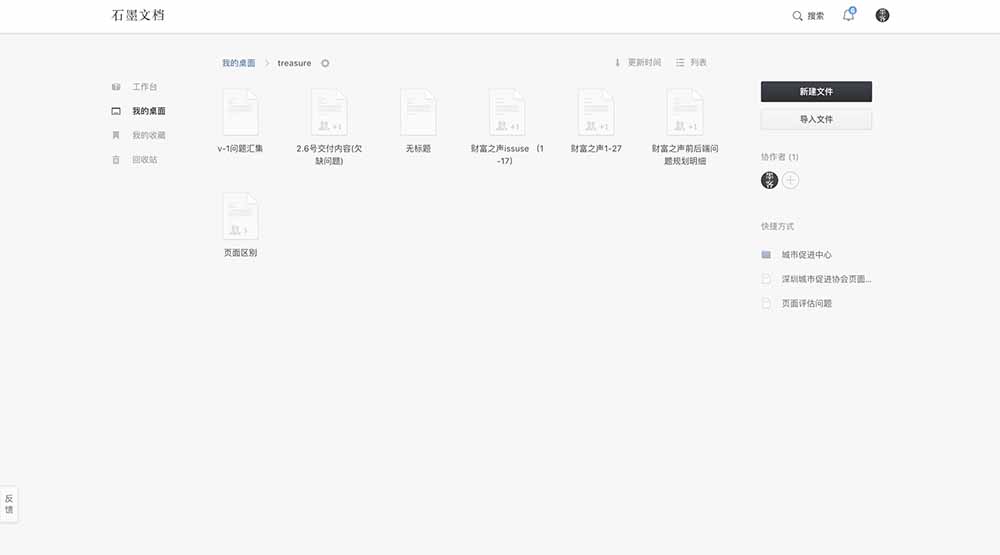 石墨文档
搜索
6
我的桌面
treasure
更新时间
列表
工作台
我的桌面
我的收藏
回收站
v-1问题汇集
+1
2.6号交付内容(欠
缺问题)
无标题
+1
财富之声issuse （1
-17)
+1
财富之声1-27
+1
财富之声前后端问
题规划明细
页面区别
新建文件
导入文件
协作者 (1)
快捷方式
城市促进中心
深圳城市促进协会页面...
页面评估问题
反
馈